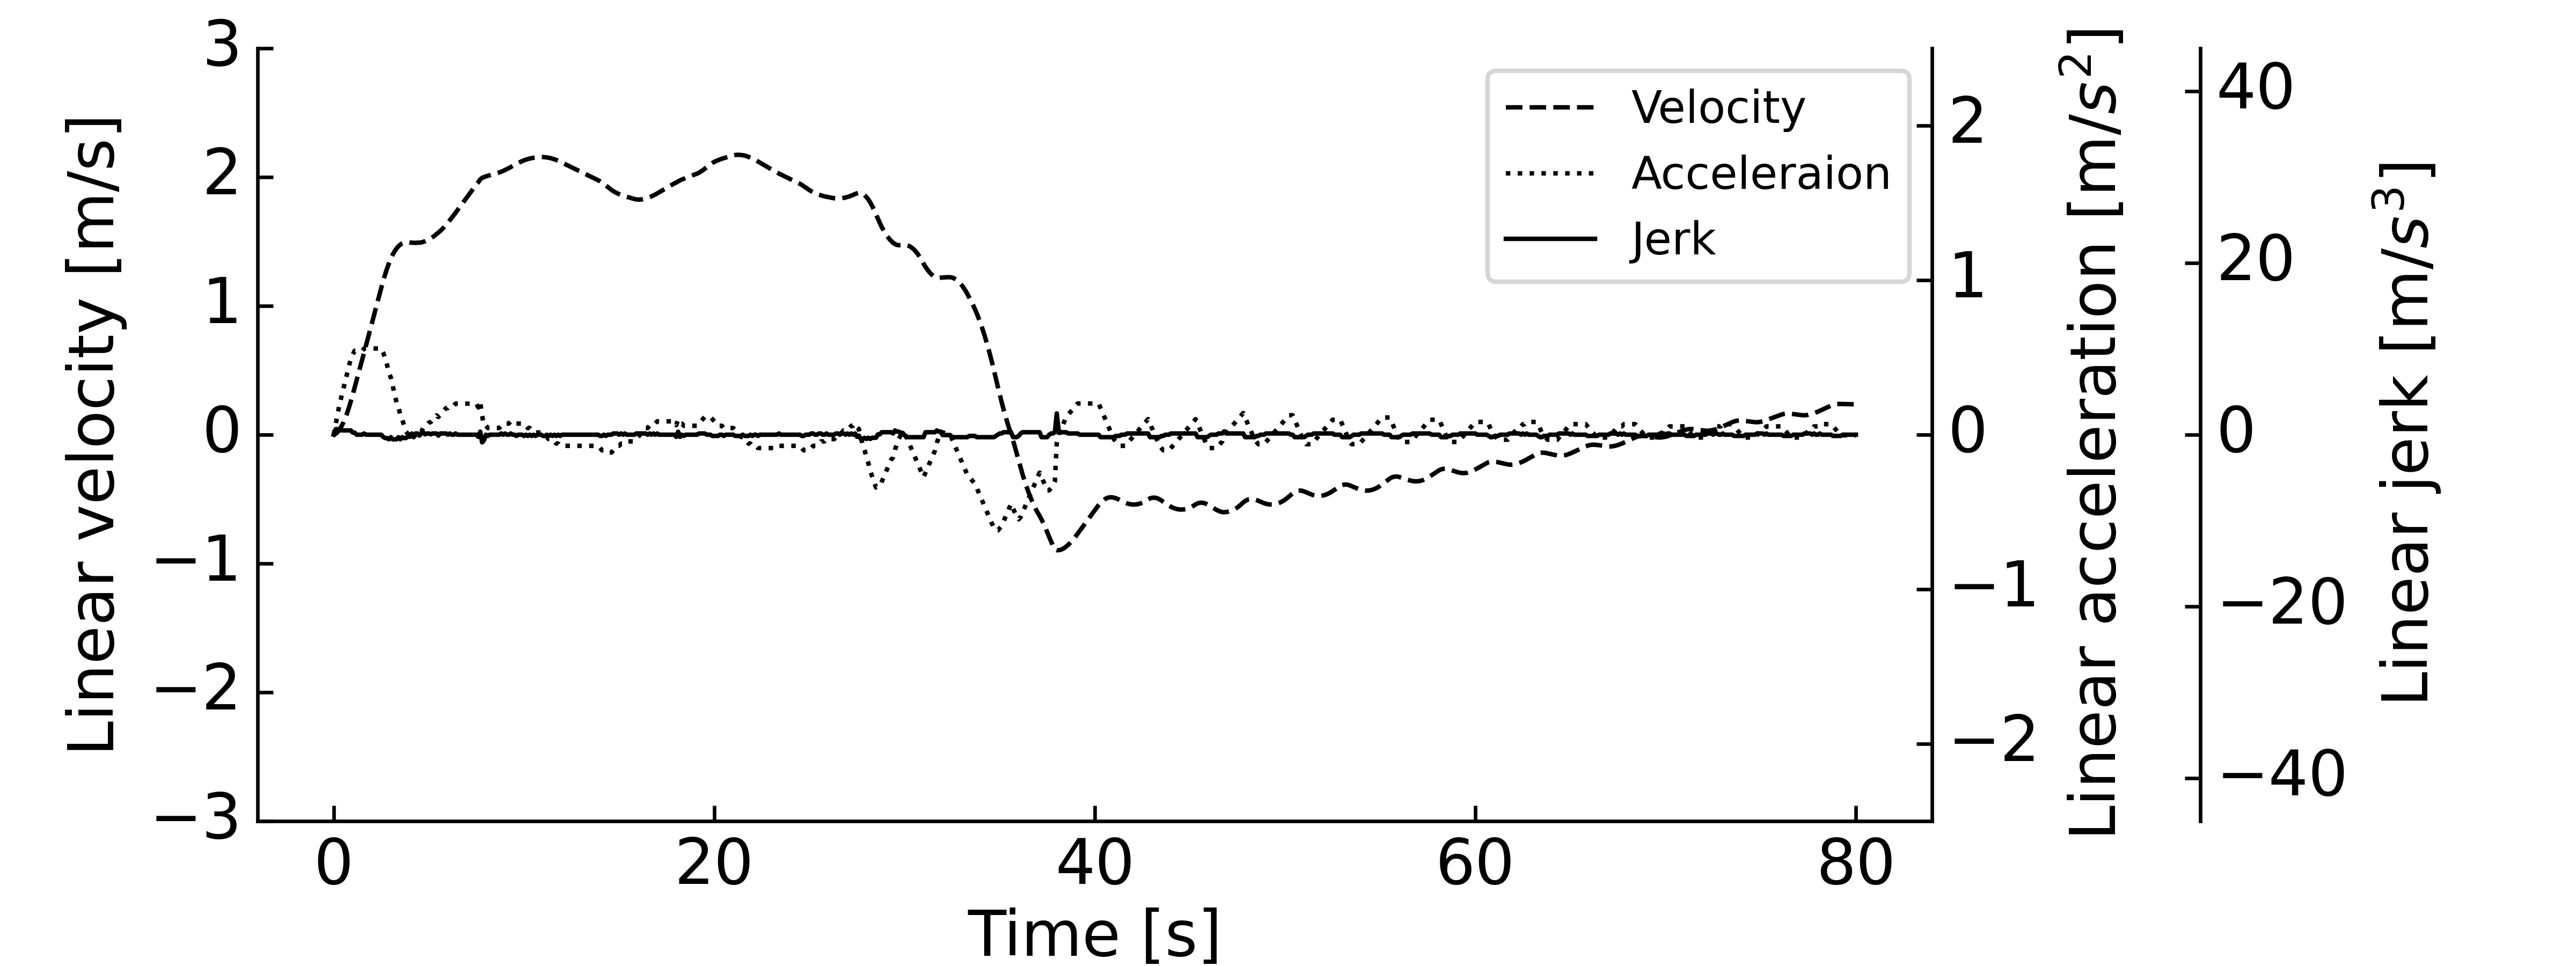 Linear velocity [m/s]
3
2
1
0
−1
−2
−3
0 20 40 60 80
Time [s]
Velocity
Acceleraion
Jerk
2
1
0
−1
−2
Linear acceleration [m/s²]
40
20
0
−20
−40
Linear jerk [m/s³]